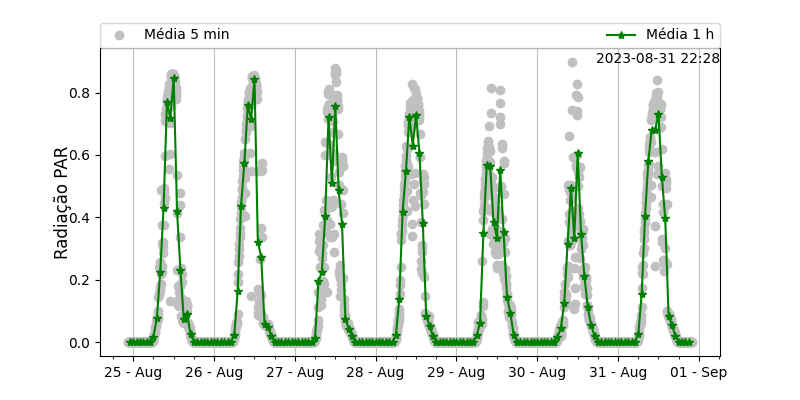 Média 5 min
Média 1 h
2023-08-31 22:28
Radiação PAR
0.8
0.6
0.4
0.2
0.0
25 - Aug
26 - Aug
27 - Aug
28 - Aug
29 - Aug
30 - Aug
31 - Aug
01 - Sep